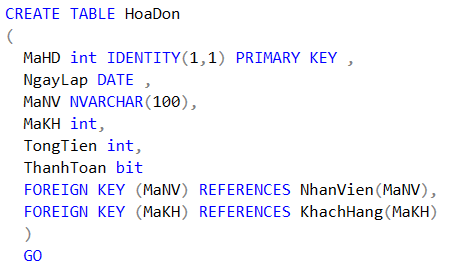 CREATE TABLE HoaDon
(
MaHD int IDENTITY(1,1) PRIMARY KEY ,
NgayLap DATE ,
MaNV NVARCHAR(100),
MaKH int,
TongTien int,
ThanhToan bit
FOREIGN KEY (MaNV) REFERENCES NhanVien(MaNV),
FOREIGN KEY (MaKH) REFERENCES KhachHang(MaKH)
)
GO